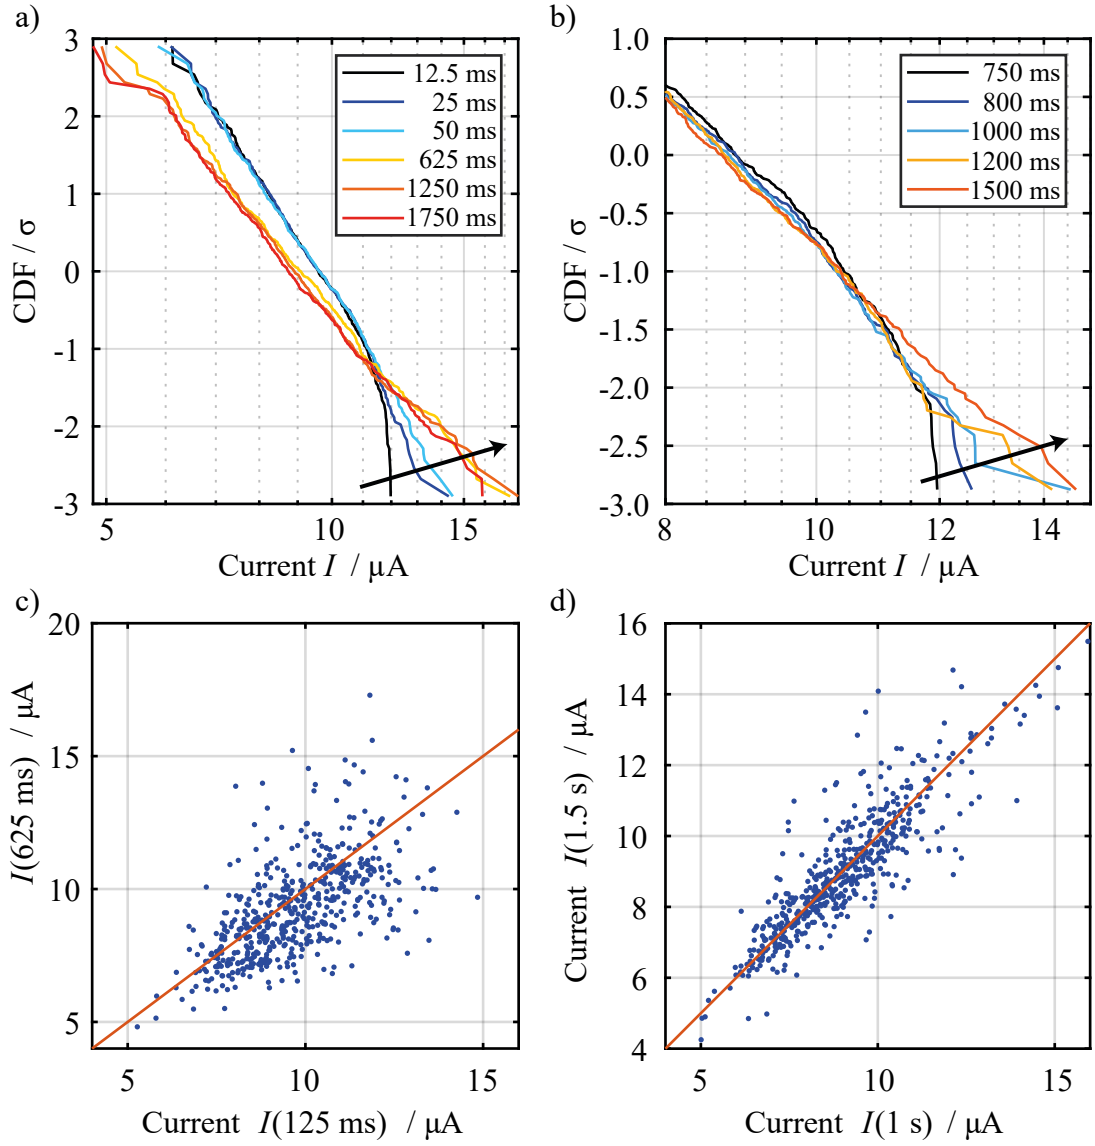 a)
3
2
1
0
-1
-2
-3
CDF / σ
12.5 ms
25 ms
50 ms
625 ms
1250 ms
1750 ms
5
10
15
Current I / μA
b)
1.0
0.5
0.0
-0.5
-1.0
-1.5
-2.0
-2.5
-3.0
CDF / σ
750 ms
800 ms
1000 ms
1200 ms
1500 ms
8
10
12
14
Current I / μA
c)
20
15
10
5
I(625 ms) / μA
5
10
15
Current I(125 ms) / μA
d)
16
14
12
10
8
6
4
Current I(1.5 s) / μA
5
10
15
Current I(1 s) / μA